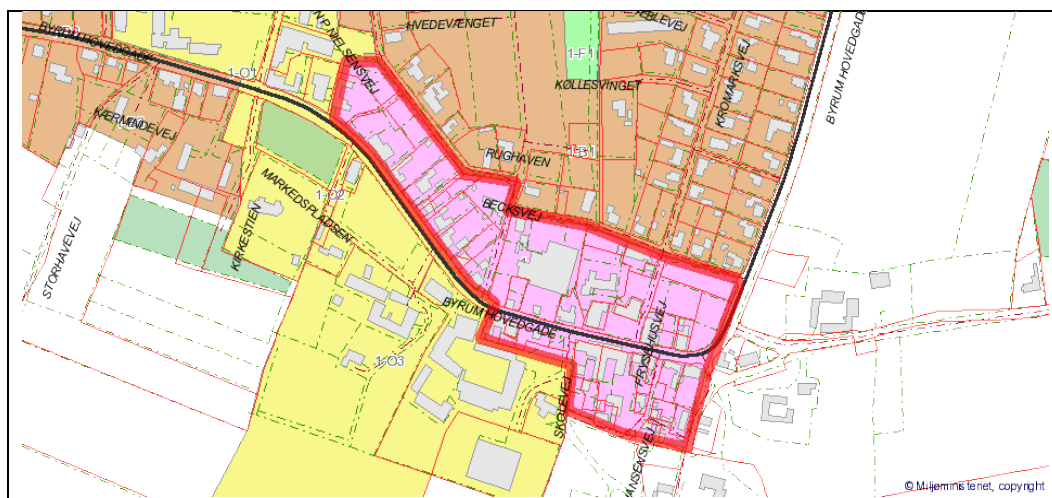 HVEDEVÆNGET
BYRUM HOVEDGADE
N P NIELSENSVEJ
1-F1
KØLLESVINGET
KROMARKSVEJ
BYRUM HOVEDGADE
1-O1
KÆRMINDEVEJ
RUGHAVEN
1-B1
MARKEDSPLADSEN
1-O2
BECKSVEJ
KIRKESTIEN
STORHAVEVEJ
BYRUM HOVEDGADE
FRYSEHUSVEJ
1-O3
SKOLEVEJ
© Miljøministeriet, copyright